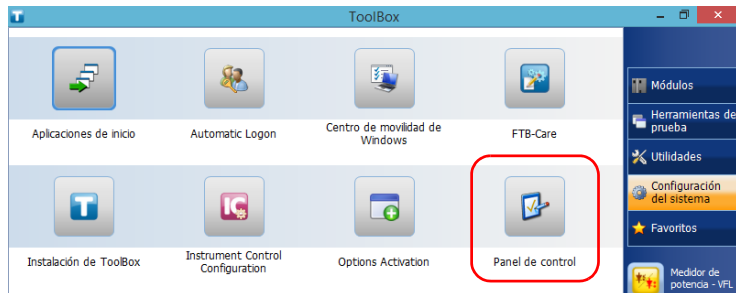 ToolBox
Aplicaciones de inicio
Automatic Logon
Centro de movilidad de
Windows
FTB-Care
Instalación de ToolBox
Instrument Control
Configuration
Options Activation
Panel de control
Módulos
Herramientas de
prueba
Utilidades
Configuración
del sistema
Favoritos
Medidor de
potencia - VFL